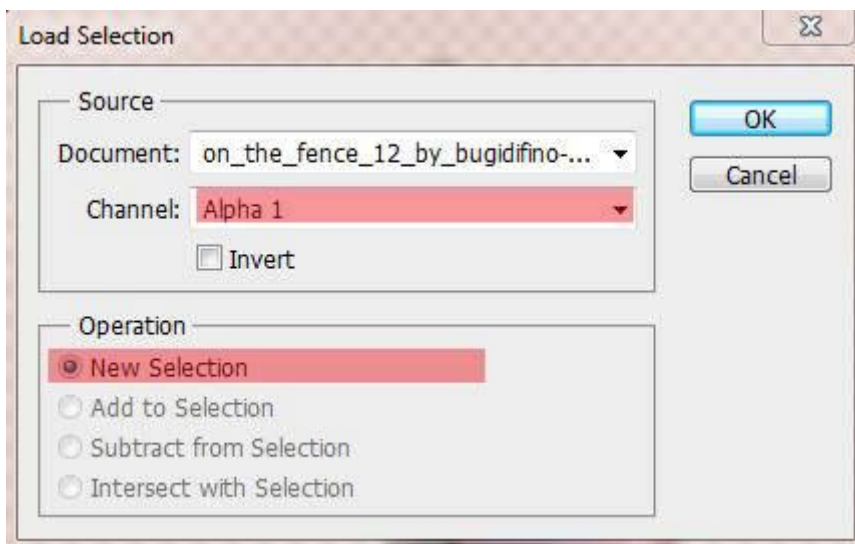 Load Selection
Source
Document: on_the_fence_12_by_bugidifino-...
OK
Channel: Alpha 1
Cancel
Invert
Operation
New Selection
Add to Selection
Subtract from Selection
Intersect with Selection